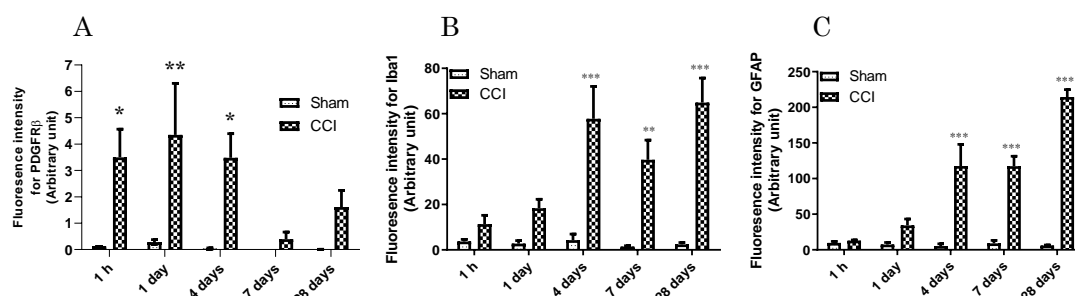 A
Fluoresence intensity
for PDGFRβ
(Arbitrary unit)
7
6
5
4
3
2
1
0
*
**
*
Sham
CCI
1 h
1 day
4 days
7 days
28 days
B
Fluoresence intensity for Iba1
(Arbitrary unit)
80
60
40
20
0
Sham
CCI
***
**
***
1 h
1 day
4 days
7 days
28 days
C
Fluoresence intensity for GFAP
(Arbitrary unit)
250
200
150
100
50
0
Sham
CCI
***
***
***
1 h
1 day
4 days
7 days
28 days